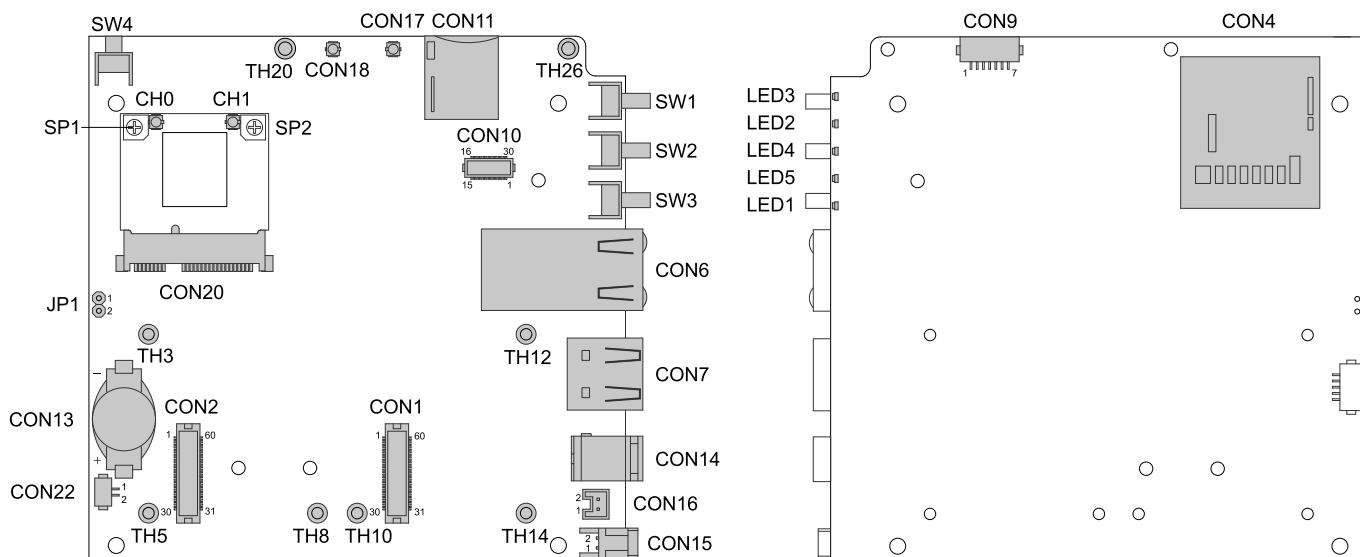 SW4
CON17 CON11
TH20
CON18
TH26
CH0
CH1
SP1
SP2
CON10
16
30
15
1
SW1
SW2
SW3
CON6
CON20
JP1
1
2
TH3
TH12
CON7
−
CON13
+
CON2
1
60
30
31
CON1
1
60
30
31
CON14
CON22
1
2
2
1
CON16
TH5
TH8
TH10
TH14
2
1
CON15
CON9
1
7
CON4
LED3
LED2
LED4
LED5
LED1